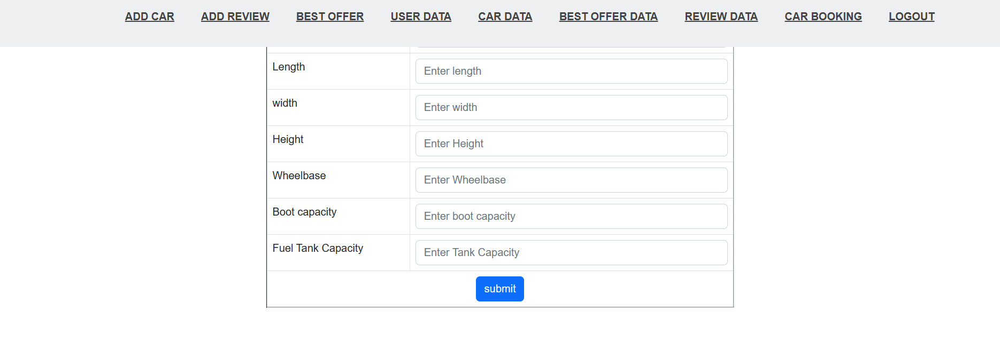 ADD CAR ADD REVIEW BEST OFFER USER DATA CAR DATA BEST OFFER DATA REVIEW DATA CAR BOOKING LOGOUT
Length Enter length
width Enter width
Height Enter Height
Wheelbase Enter Wheelbase
Boot capacity Enter boot capacity
Fuel Tank Capacity Enter Tank Capacity
submit